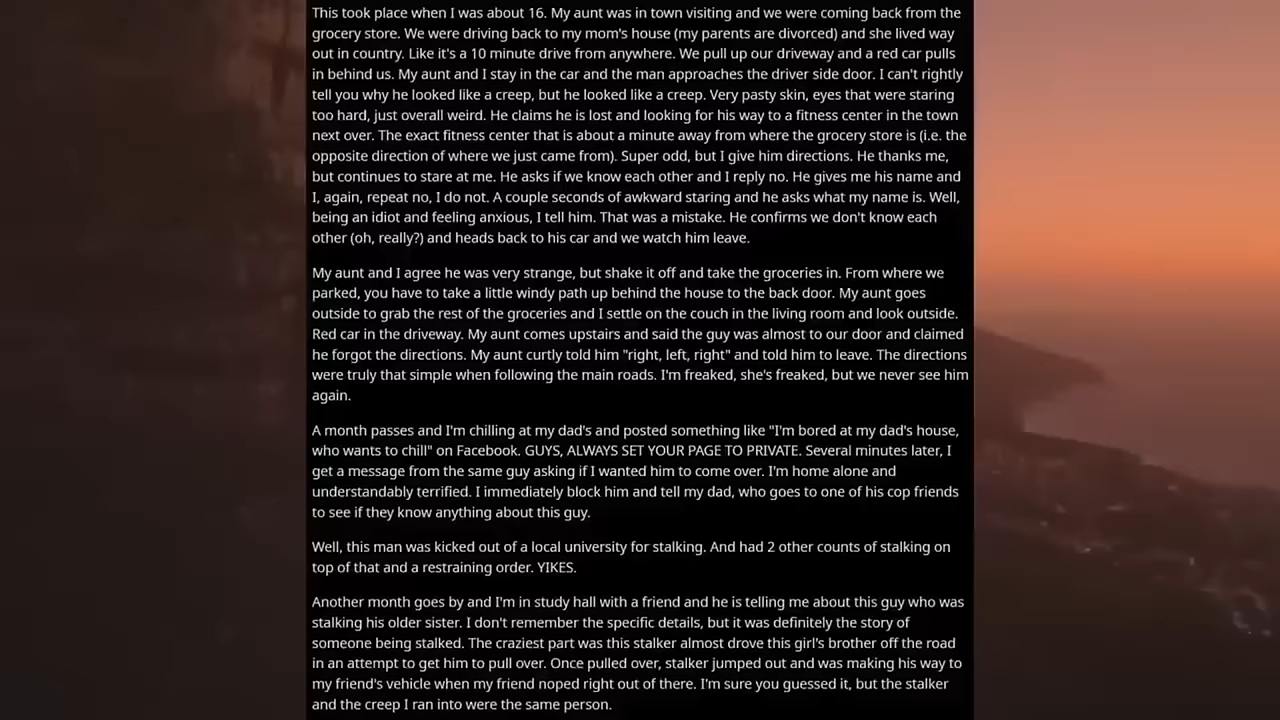 This took place when I was about 16. My aunt was in town visiting and we were coming back from the
grocery store. We were driving back to my mom's house (my parents are divorced) and she lived way
out in country. Like it's a 10 minute drive from anywhere. We pull up our driveway and a red car pulls
in behind us. My aunt and I stay in the car and the man approaches the driver side door. I can't rightly
tell you why he looked like a creep, but he looked like a creep. Very pasty skin, eyes that were staring
too hard, just overall weird. He claims he is lost and looking for his way to a fitness center in the town
next over. The exact fitness center that is about a minute away from where the grocery store is (i.e. the
opposite direction of where we just came from). Super odd, but I give him directions. He thanks me,
but continues to stare at me. He asks if we know each other and I reply no. He gives me his name and
I, again, repeat no, I do not. A couple seconds of awkward staring and he asks what my name is. Well,
being an idiot and feeling anxious, I tell him. That was a mistake. He confirms we don't know each
other (oh, really?) and heads back to his car and we watch him leave.
My aunt and I agree he was very strange, but shake it off and take the groceries in. From where we
parked, you have to take a little windy path up behind the house to the back door. My aunt goes
outside to grab the rest of the groceries and I settle on the couch in the living room and look outside.
Red car in the driveway. My aunt comes upstairs and said the guy was almost to our door and claimed
he forgot the directions. My aunt curtly told him "right, left, right" and told him to leave. The directions
were truly that simple when following the main roads. I'm freaked, she's freaked, but we never see him
again.
A month passes and I'm chilling at my dad's and posted something like "I'm bored at my dad's house,
who wants to chill" on Facebook. GUYS, ALWAYS SET YOUR PAGE TO PRIVATE. Several minutes later, I
get a message from the same guy asking if I wanted him to come over. I'm home alone and
understandably terrified. I immediately block him and tell my dad, who goes to one of his cop friends
to see if they know anything about this guy.
Well, this man was kicked out of a local university for stalking. And had 2 other counts of stalking on
top of that and a restraining order. YIKES.
Another month goes by and I'm in study hall with a friend and he is telling me about this guy who was
stalking his older sister. I don't remember the specific details, but it was definitely the story of
someone being stalked. The craziest part was this stalker almost drove this girl's brother off the road
in an attempt to get him to pull over. Once pulled over, stalker jumped out and was making his way to
my friend's vehicle when my friend noped right out of there. I'm sure you guessed it, but the stalker
and the creep I ran into were the same person.